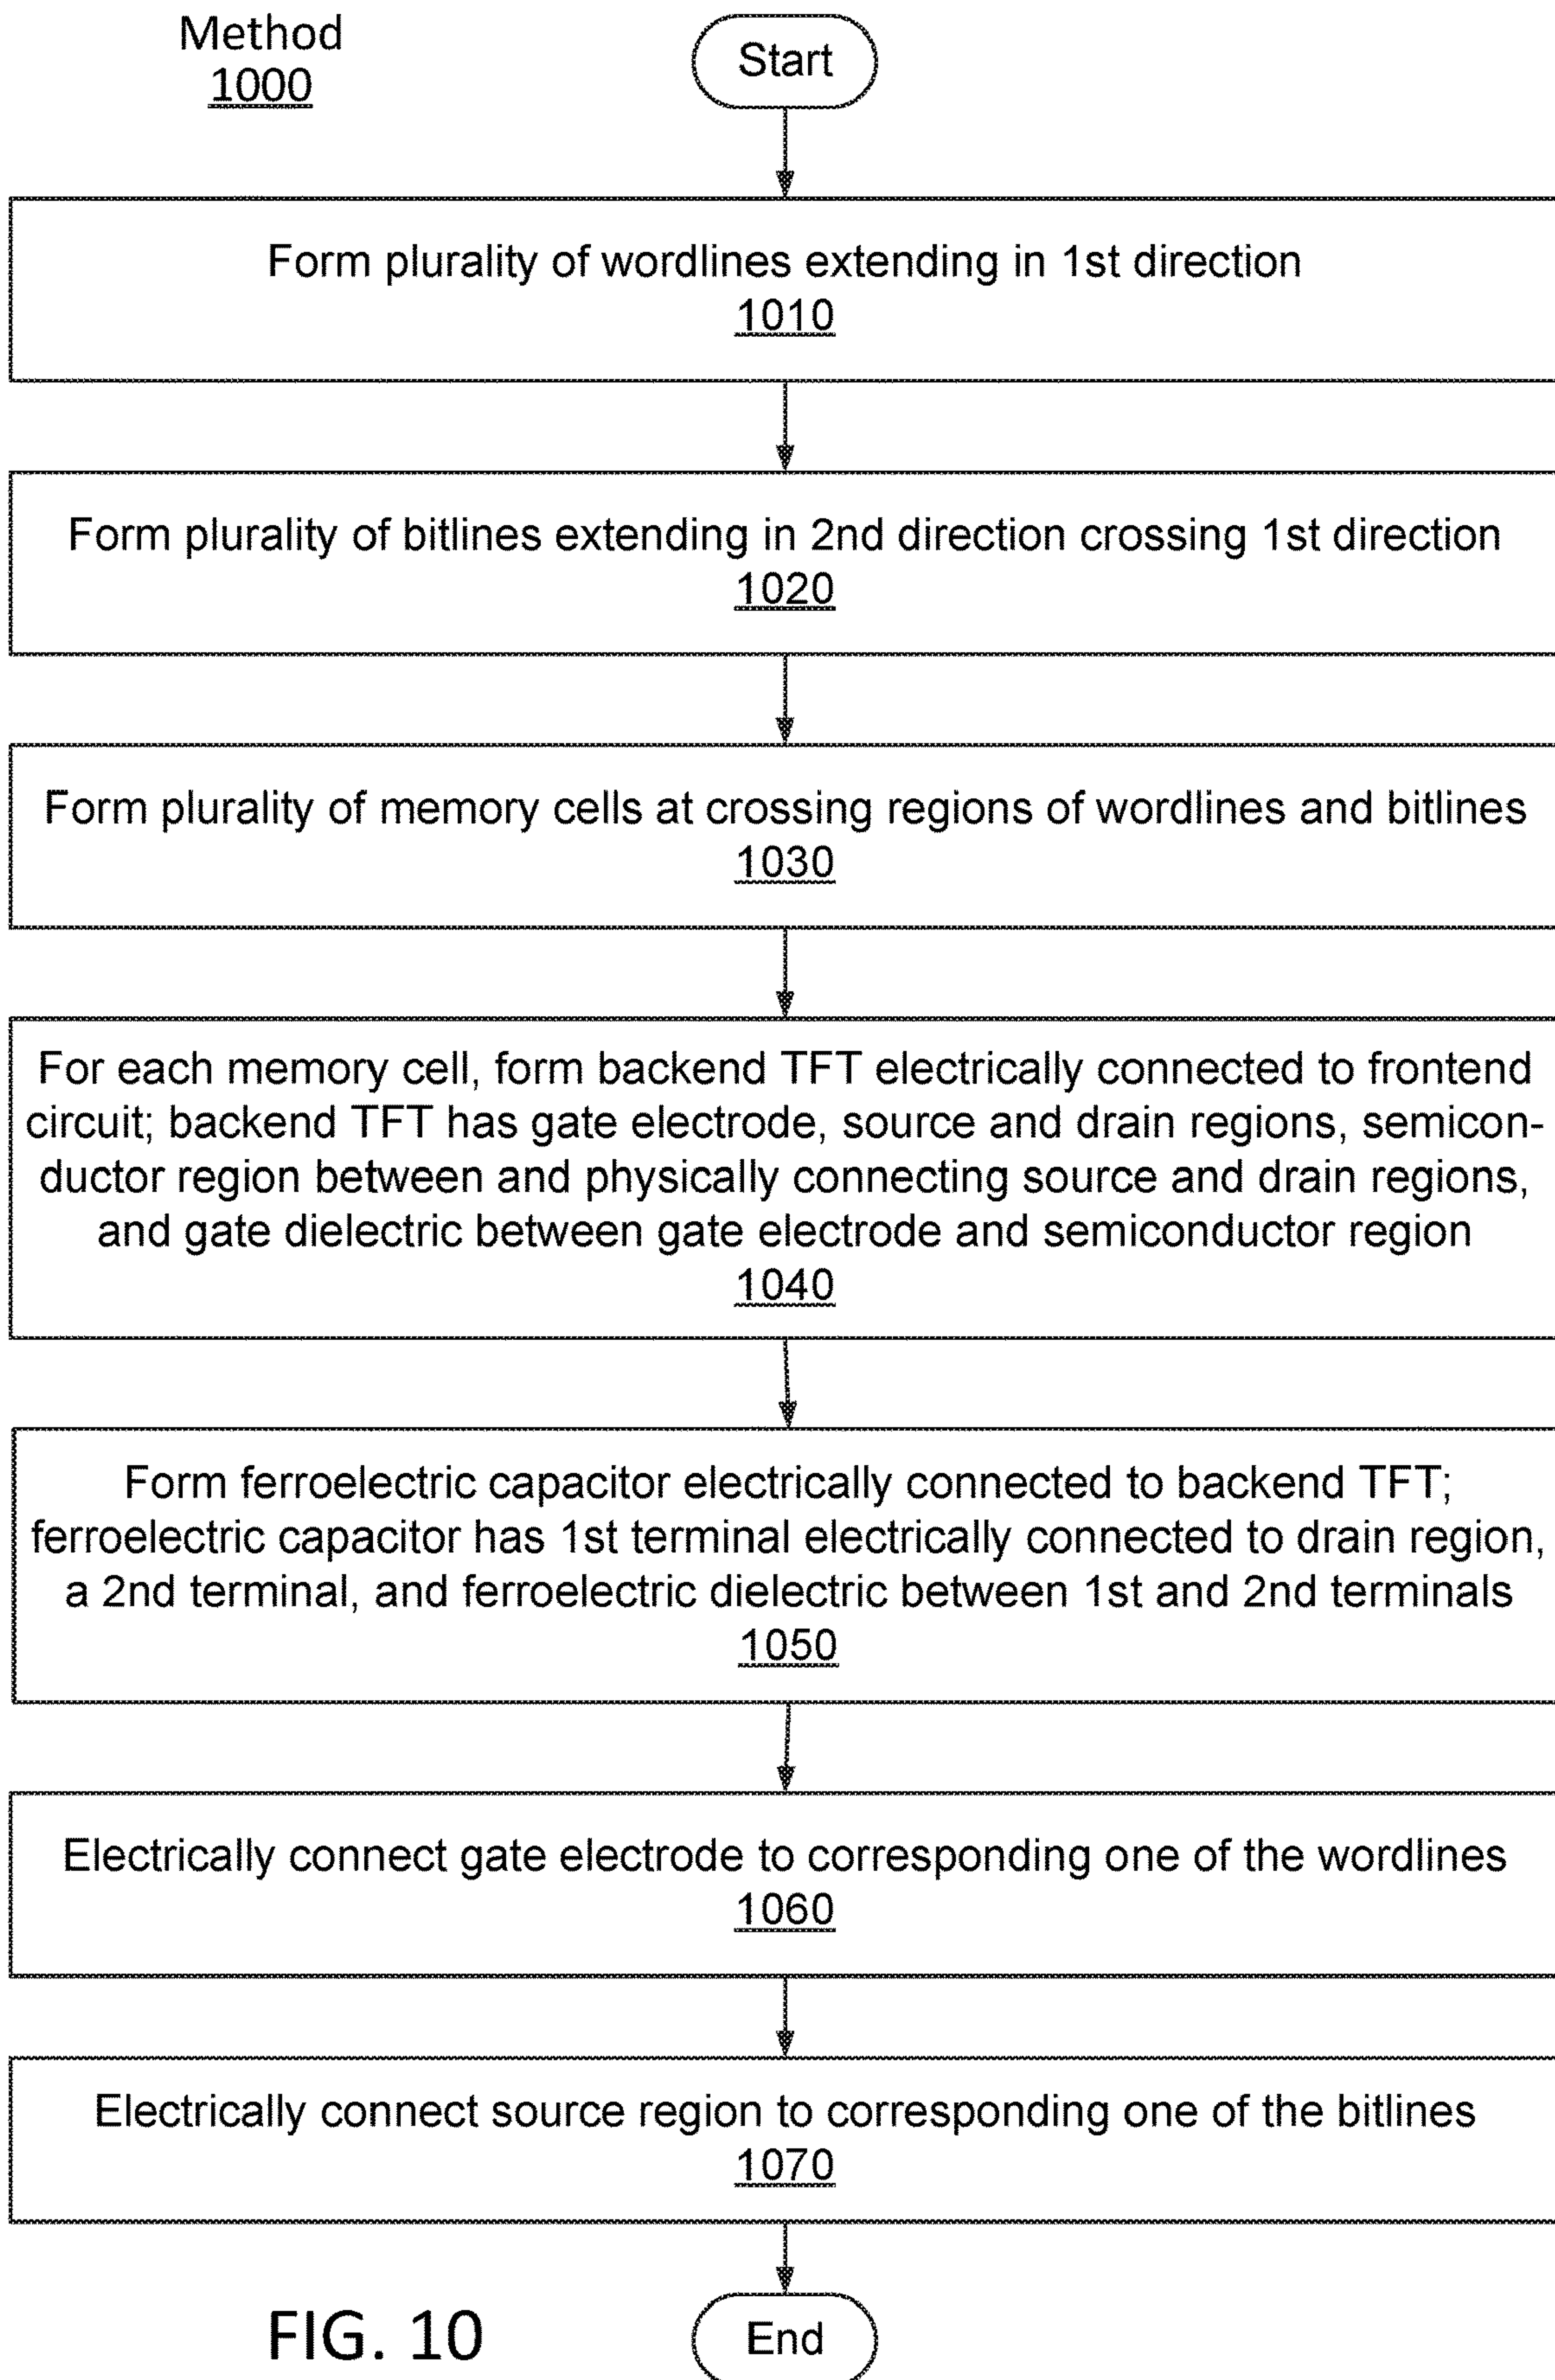 Method
1000
Start
Form plurality of wordlines extending in 1st direction
1010
Form plurality of bitlines extending in 2nd direction crossing 1st direction
1020
Form plurality of memory cells at crossing regions of wordlines and bitlines
1030
For each memory cell, form backend TFT electrically connected to frontend
circuit; backend TFT has gate electrode, source and drain regions, semicon-
ductor region between and physically connecting source and drain regions,
and gate dielectric between gate electrode and semiconductor region
1040
Form ferroelectric capacitor electrically connected to backend TFT;
ferroelectric capacitor has 1st terminal electrically connected to drain region,
a 2nd terminal, and ferroelectric dielectric between 1st and 2nd terminals
1050
Electrically connect gate electrode to corresponding one of the wordlines
1060
Electrically connect source region to corresponding one of the bitlines
1070
FIG. 10
End